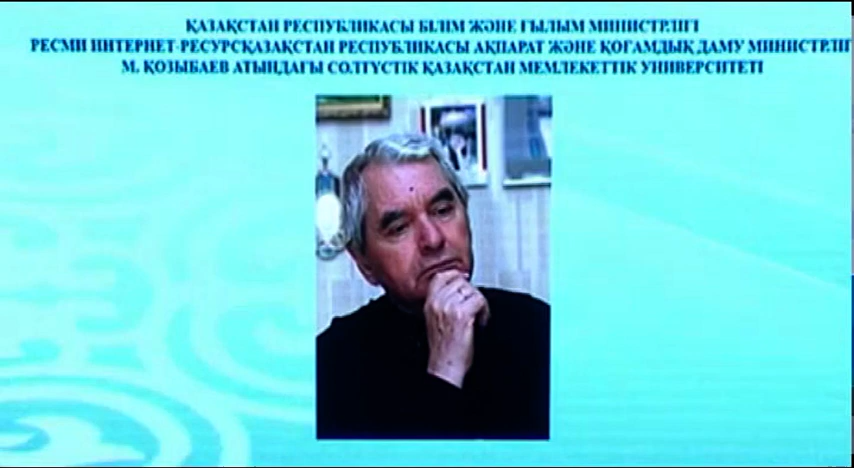 ҚАЗАҚСТАН РЕСПУБЛИКАСЫ БІЛІМ ЖӘНЕ ҒЫЛЫМ МИНИСТРЛІГІ
РЕСМИ ИНТЕРНЕТ-РЕСУРСҚАЗАҚСТАН РЕСПУБЛИКАСЫ АҚПАРАТ ЖӘНЕ ҚОҒАМДЫҚ ДАМУ МИНИСТРЛІГ
М. ҚОЗЫБАЕВ АТЫНДАҒЫ СОЛТҮСТІК ҚАЗАҚСТАН МЕМЛЕКЕТТІК УНИВЕРСИТЕТІ